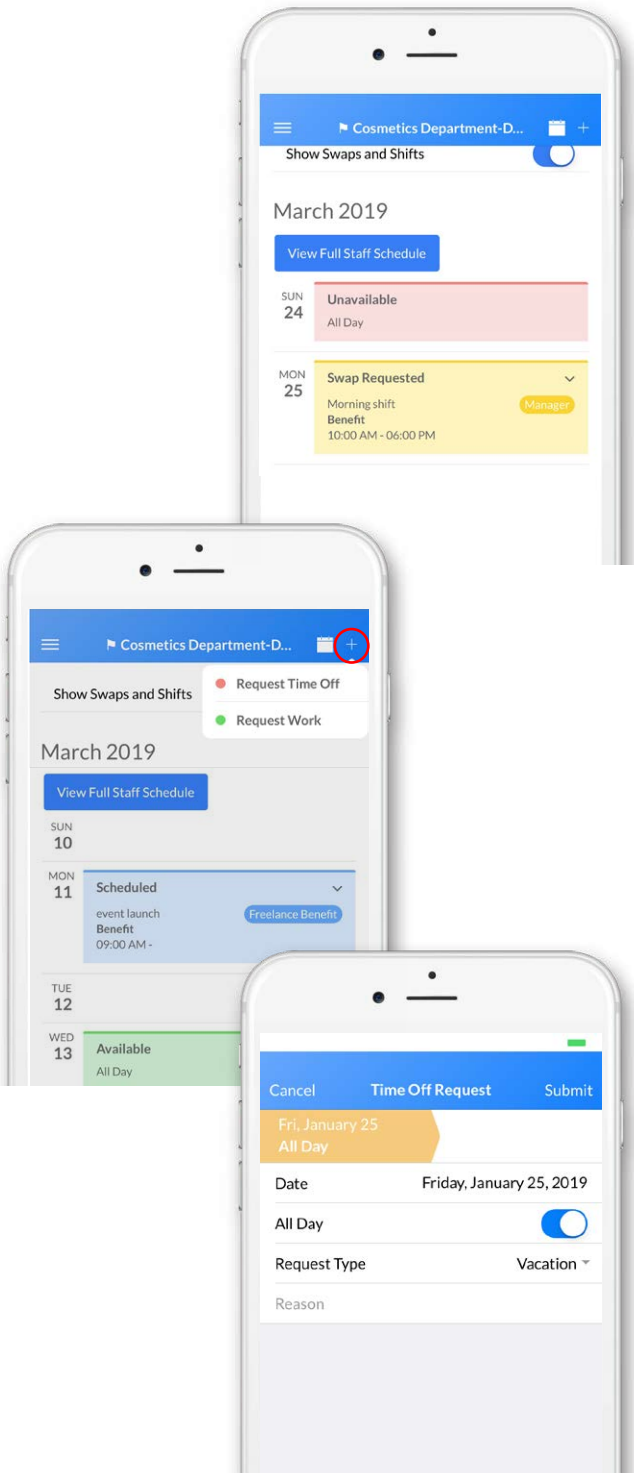 Cosmetics Department-D...
Show Swaps and Shifts
March 2019
View Full Staff Schedule
SUN
24
Unavailable
All Day
MON
25
Swap Requested
Morning shift
Manager
Benefit
10:00 AM - 06:00 PM
Cosmetics Department-D...
Show Swaps and Shifts
Request Time Off
Request Work
March 2019
View Full Staff Schedule
SUN
10
MON
11
Scheduled
event launch
Freelance Benefit
Benefit
09:00 AM -
TUE
12
WED
13
Available
All Day
Cancel Time Off Request Submit
Fri, January 25
All Day
Date Friday, January 25, 2019
All Day
Request Type Vacation
Reason